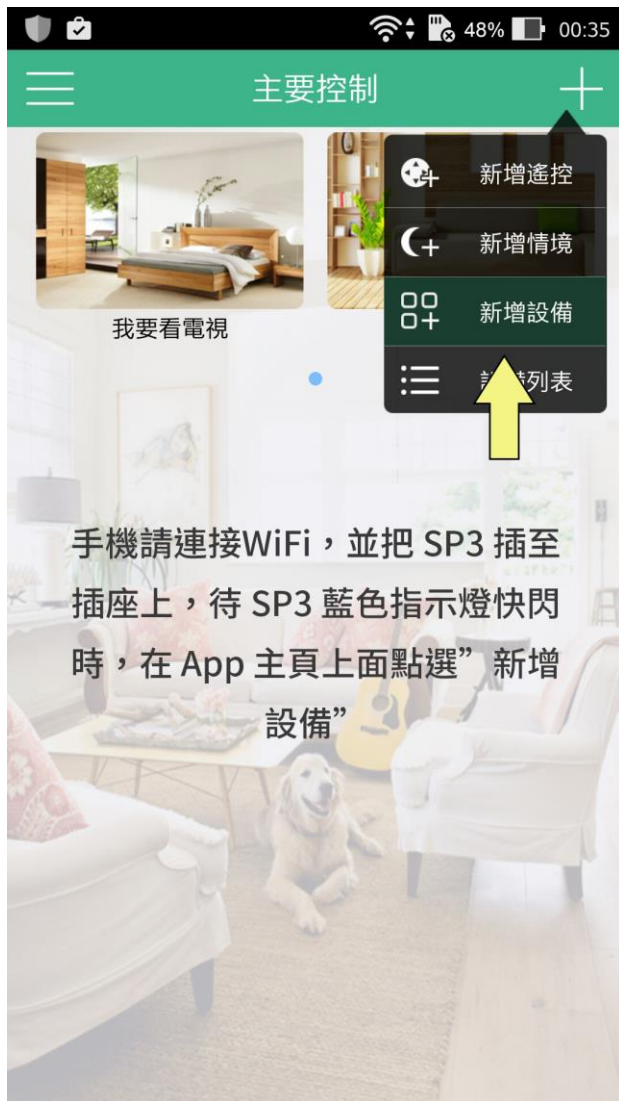 48% 00:35
主要控制
新增遙控
新增情境
新增設備
列表
我要看電視
手機請連接WiFi，並把 SP3 插至
插座上，待 SP3 藍色指示燈快閃
時，在 App 主頁上面點選”新增
設備”